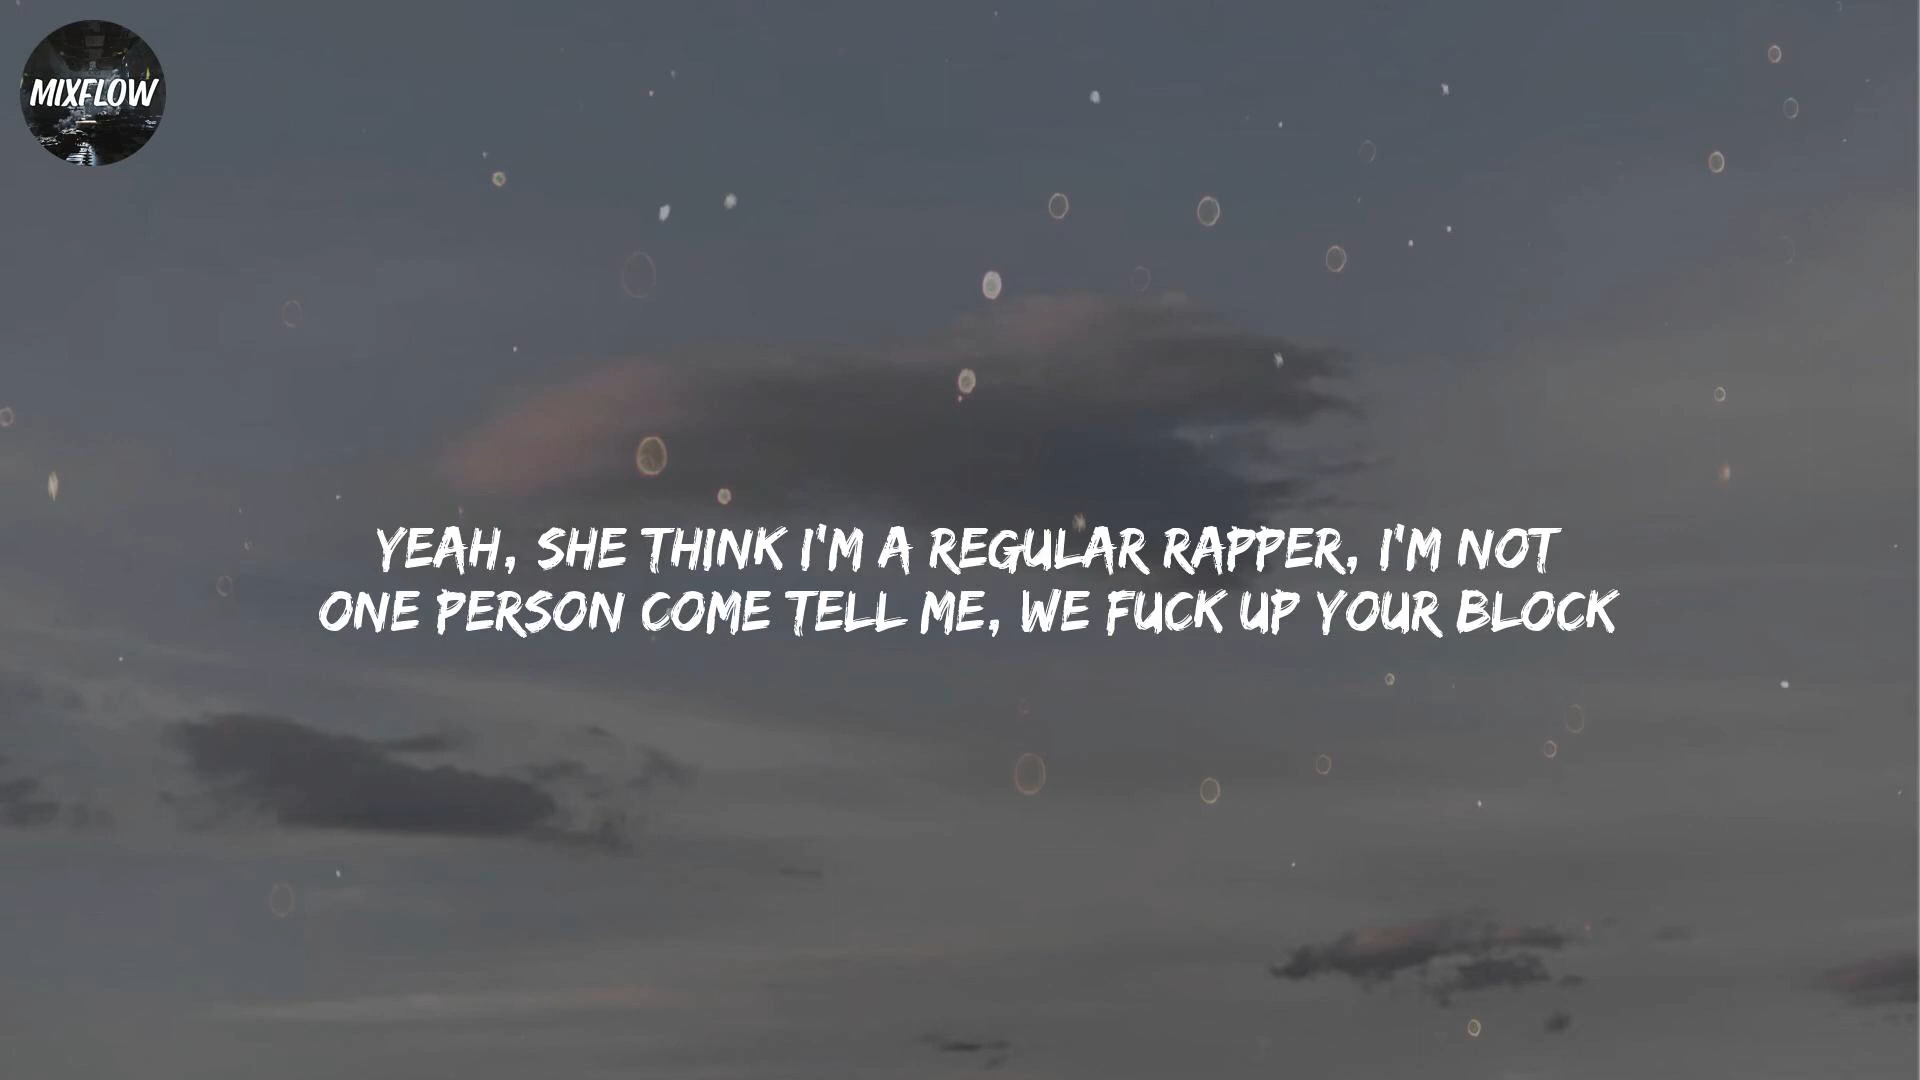 MIXFLOW
YEAH, SHE THINK I'M A REGULAR RAPPER, I'M NOT
ONE PERSON COME TELL ME, WE FUCK UP YOUR BLOCK